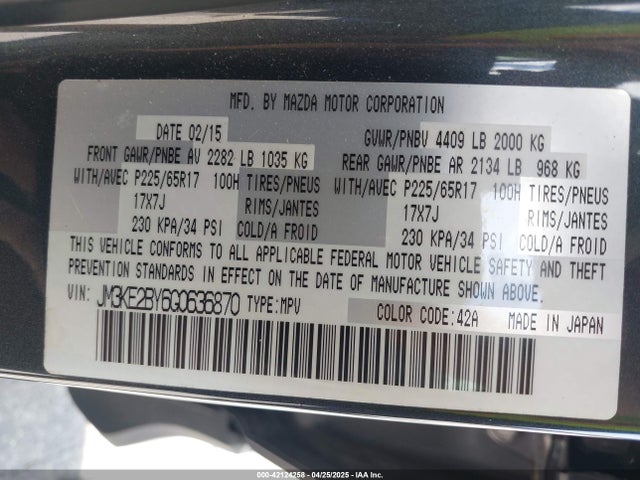 MFD. BY MAZDA MOTOR CORPORATION
DATE 02/15 GVWR/PNBV 4409 LB 2000 KG
FRONT GAWR/PNBE AV 2282 LB 1035 KG REAR GAWR/PNBE AR 2134 LB 968 KG
WITH/AVEC P225/65R17 100H TIRES/PNEUS WITH/AVEC P225/65R17 100H TIRES/PNEUS
17X7J RIMS/JANTES 17X7J RIMS/JANTES
230 KPA/34 PSI COLD/A FROID 230 KPA/34 PSI COLD/A FROID
THIS VEHICLE CONFORMS TO ALL APPLICABLE FEDERAL MOTOR VEHICLE SAFETY AND THEFT
PREVENTION STANDARDS IN EFFECT ON THE DATE OF MANUFACTURE SHOWN ABOVE.
VIN: JM3KE2BY6G0636870 TYPE:MPV COLOR CODE:42A MADE IN JAPAN
000-42124258 - 04/25/2025 - IAA Inc.